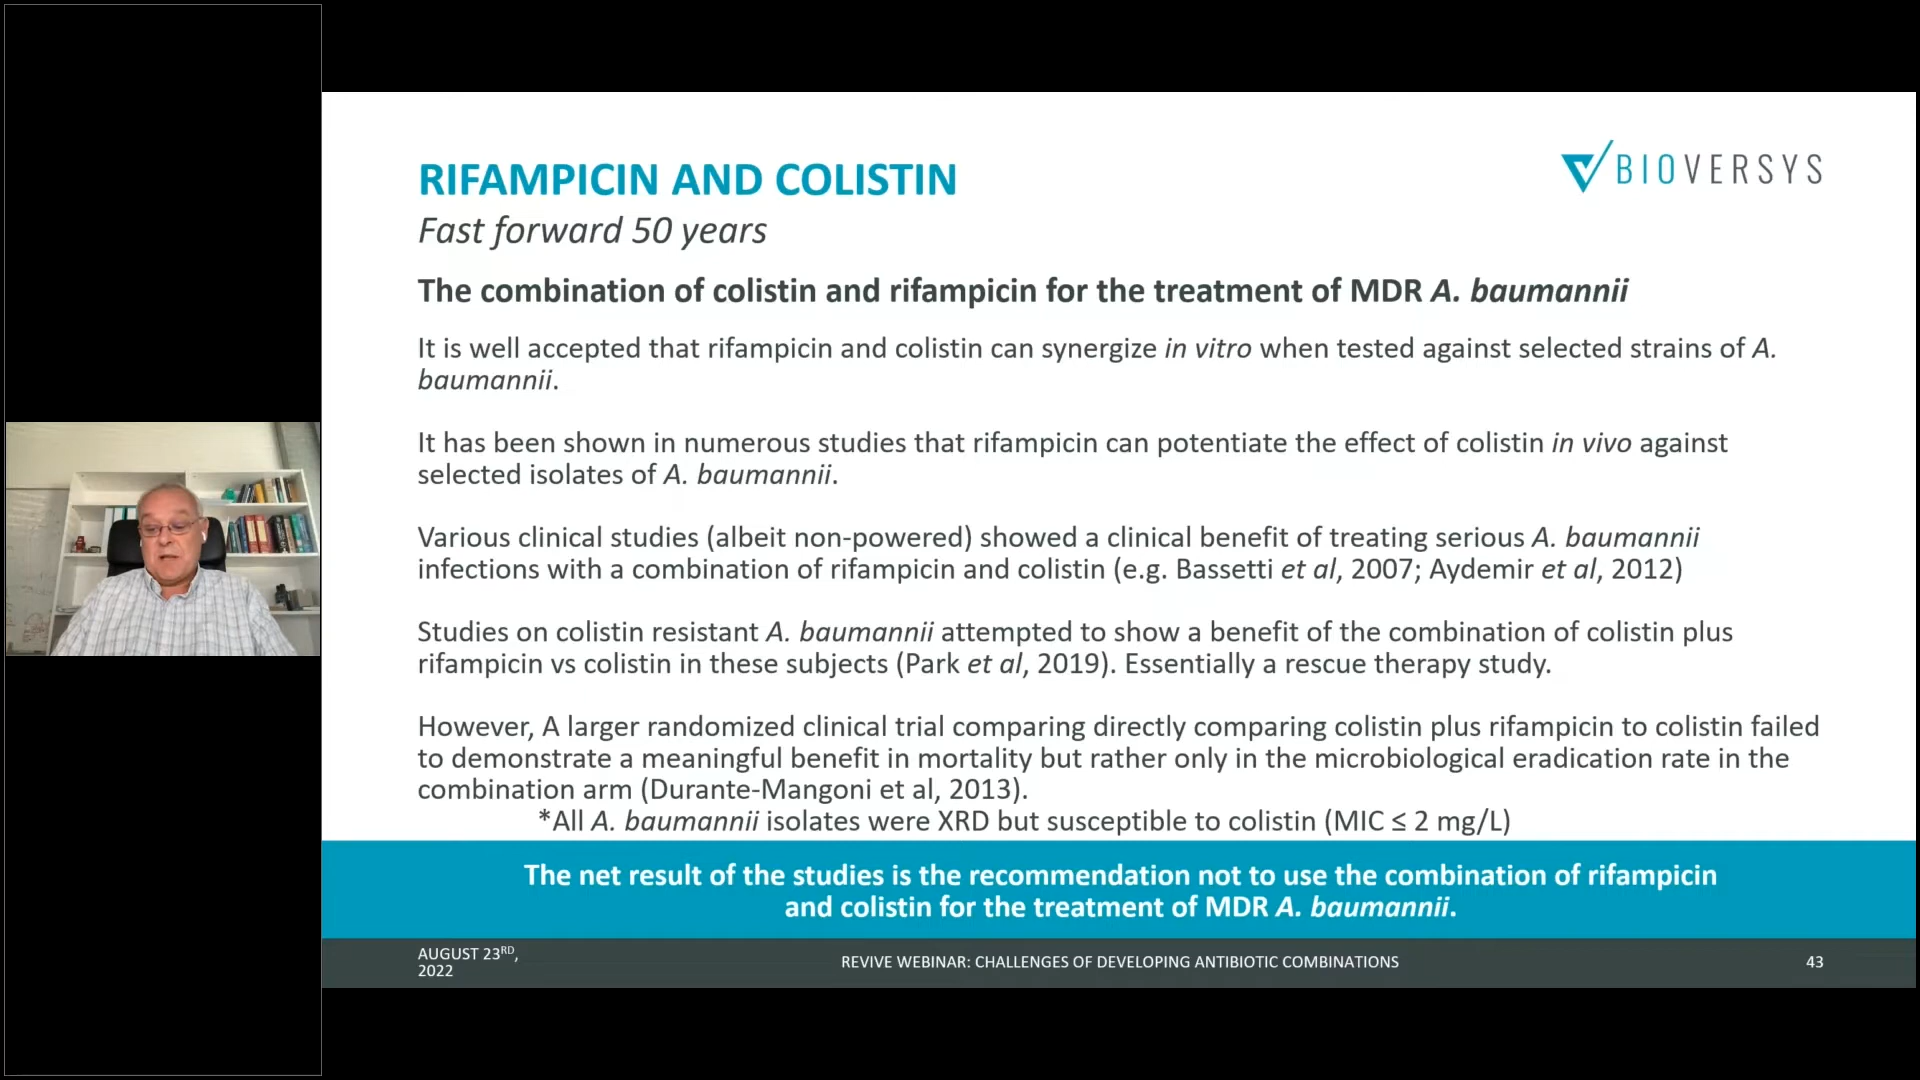 RIFAMPICIN AND COLISTIN
BIOVERSYS
Fast forward 50 years
The combination of colistin and rifampicin for the treatment of MDR A. baumannii
It is well accepted that rifampicin and colistin can synergize in vitro when tested against selected strains of A.
baumannii.
It has been shown in numerous studies that rifampicin can potentiate the effect of colistin in vivo against
selected isolates of A. baumannii.
Various clinical studies (albeit non-powered) showed a clinical benefit of treating serious A. baumannii
infections with a combination of rifampicin and colistin (e.g. Bassetti et al, 2007; Aydemir et al, 2012)
Studies on colistin resistant A. baumannii attempted to show a benefit of the combination of colistin plus
rifampicin vs colistin in these subjects (Park et al, 2019). Essentially a rescue therapy study.
However, A larger randomized clinical trial comparing directly comparing colistin plus rifampicin to colistin failed
to demonstrate a meaningful benefit in mortality but rather only in the microbiological eradication rate in the
combination arm (Durante-Mangoni et al, 2013).
*All A. baumannii isolates were XRD but susceptible to colistin (MIC ≤ 2 mg/L)
The net result of the studies is the recommendation not to use the combination of rifampicin
and colistin for the treatment of MDR A. baumannii.
AUGUST 23RD,
2022
REVIVE WEBINAR: CHALLENGES OF DEVELOPING ANTIBIOTIC COMBINATIONS
43